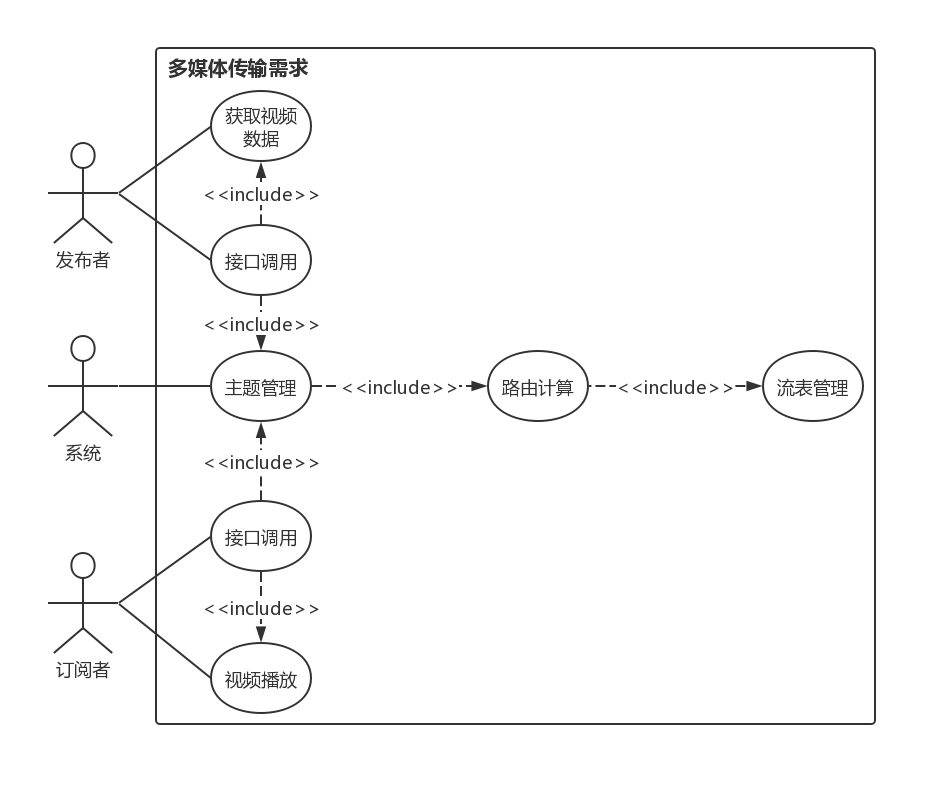 多媒体传输需求
获取视频
数据
<<include>>
发布者
接口调用
<<include>>
主题管理
<<include>>
路由计算
<<include>>
流表管理
系统
<<include>>
接口调用
<<include>>
订阅者
视频播放